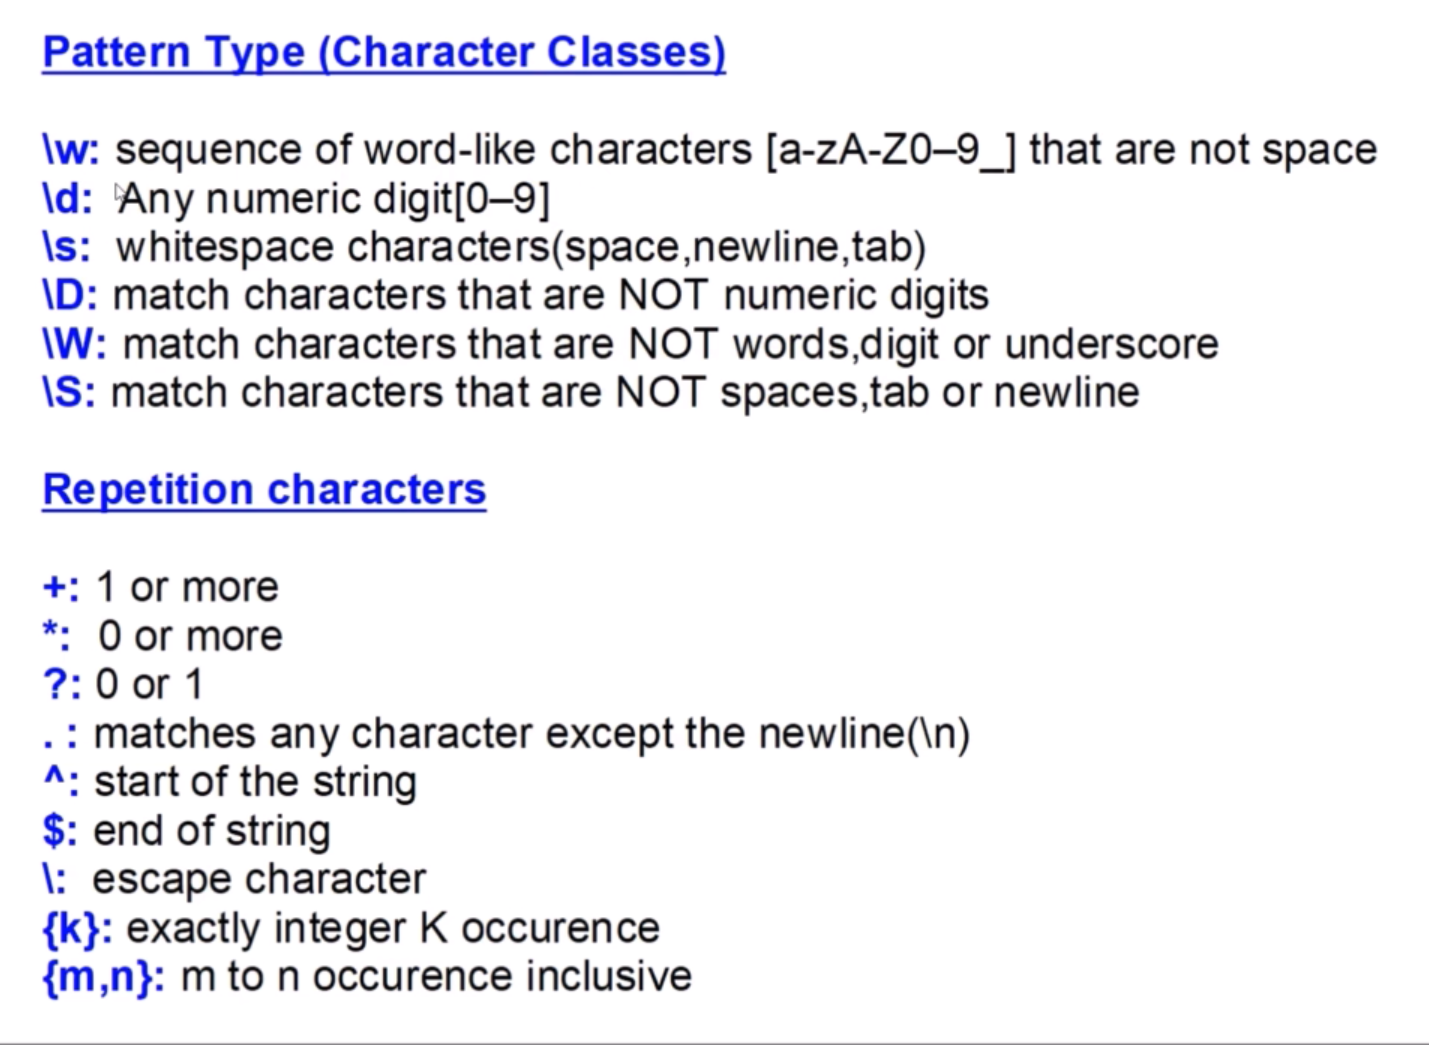 Pattern Type (Character Classes)
\w: sequence of word-like characters [a-zA-Z0–9_] that are not space
\d: Any numeric digit[0–9]
\s: whitespace characters(space,newline,tab)
\D: match characters that are NOT numeric digits
\W: match characters that are NOT words,digit or underscore
\S: match characters that are NOT spaces,tab or newline
Repetition characters
+: 1 or more
*: 0 or more
?: 0 or 1
. : matches any character except the newline(\n)
^: start of the string
$: end of string
\: escape character
{k}: exactly integer K occurence
{m,n}: m to n occurence inclusive